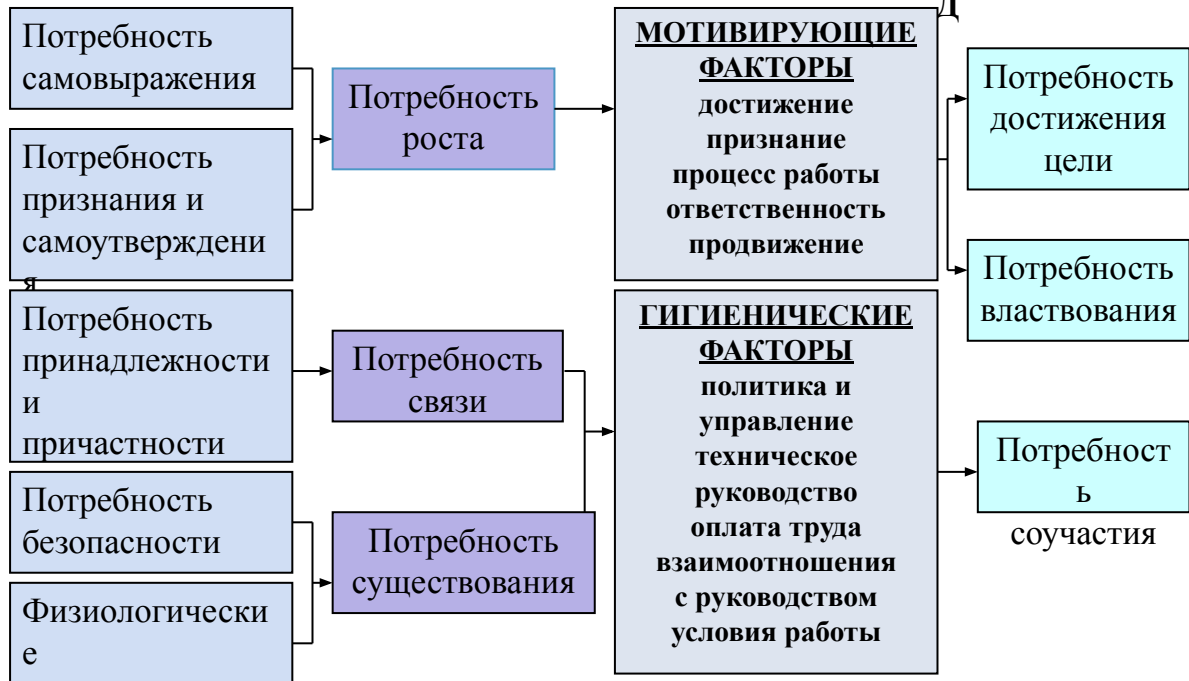 Д
Потребность
самовыражения
Потребность
признания и
самоутверждени
я
Потребность
принадлежности
и
причастности
Потребность
безопасности
Физиологически
е
Потребность
роста
Потребность
связи
Потребность
существования
МОТИВИРУЮЩИЕ
ФАКТОРЫ
достижение
признание
процесс работы
ответственность
продвижение
ГИГИЕНИЧЕСКИЕ
ФАКТОРЫ
политика и
управление
техническое
руководство
оплата труда
взаимоотношения
с руководством
условия работы
Потребность
достижения
цели
Потребность
властвования
Потребност
ь
соучастия